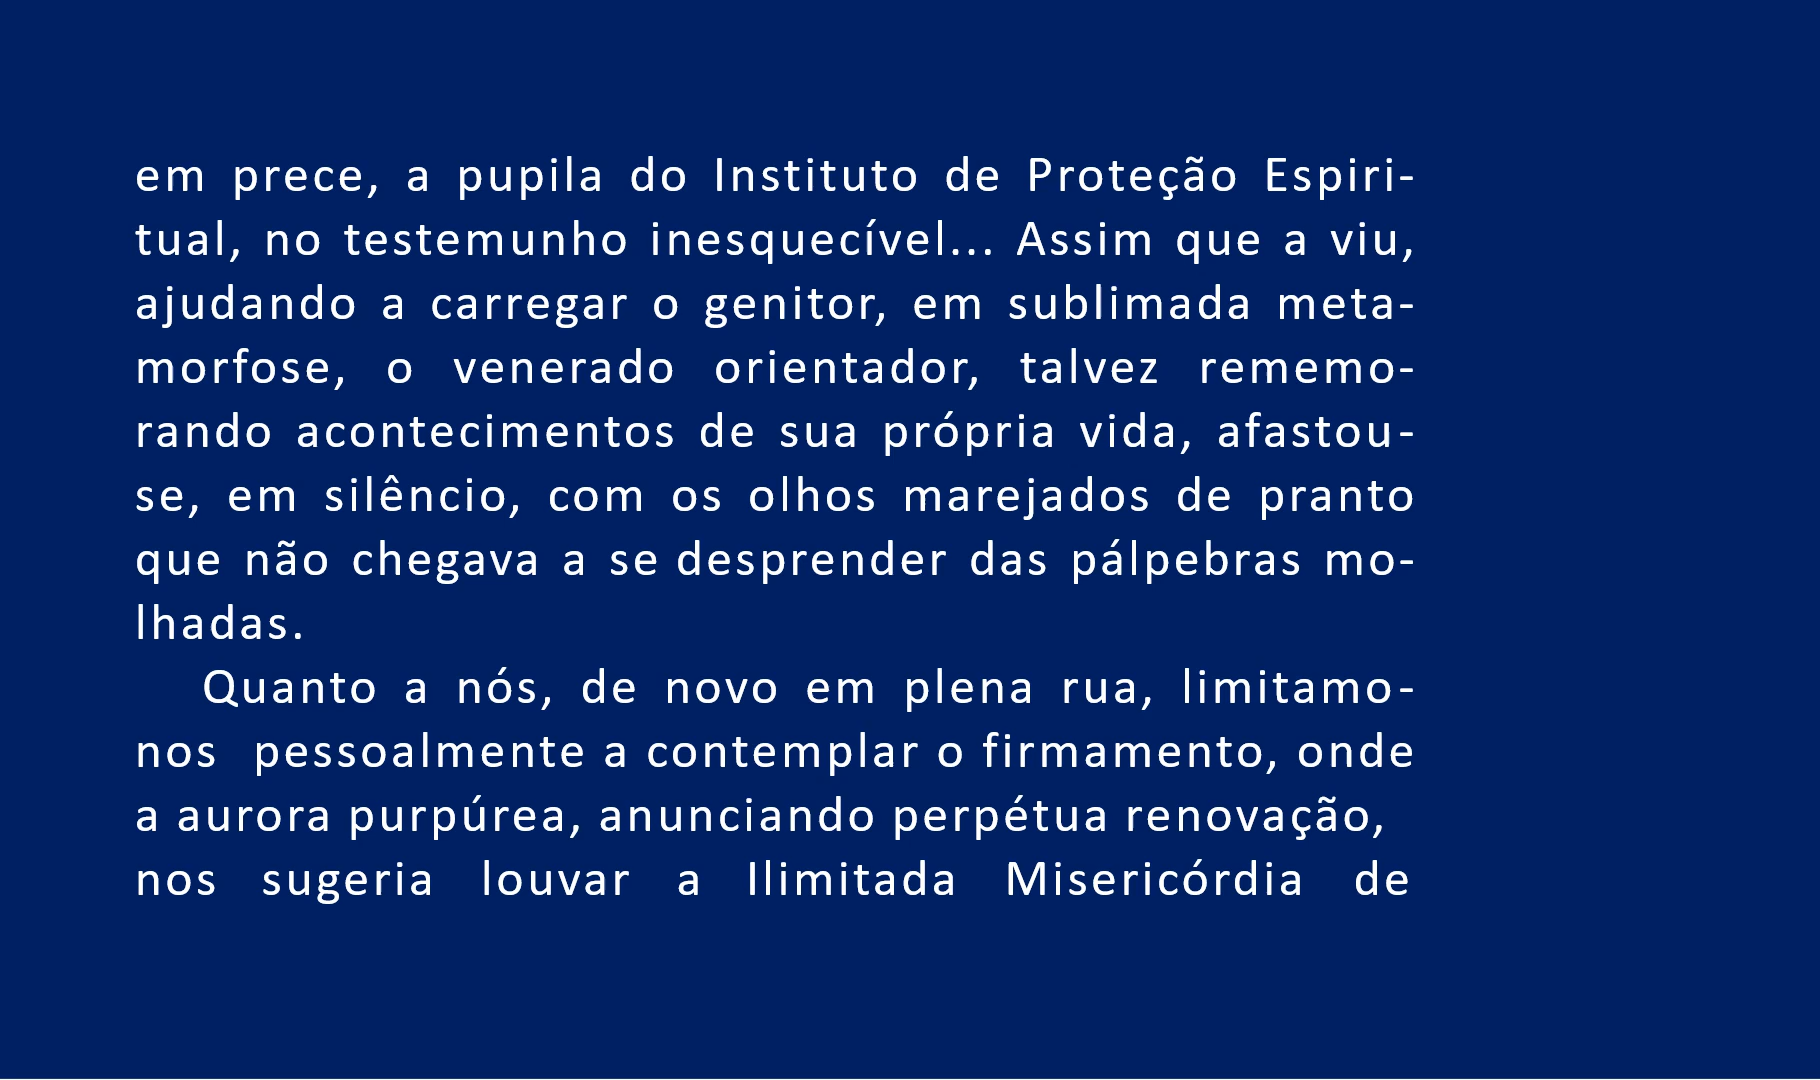 em prece, a pupila do Instituto de Proteção Espiri-
tual, no testemunho inesquecível... Assim que a viu,
ajudando a carregar o genitor, em sublimada meta-
morfose, o venerado orientador, talvez rememo-
rando acontecimentos de sua própria vida, afastou-
se, em silêncio, com os olhos marejados de pranto
que não chegava a se desprender das pálpebras mo-
lhadas.
Quanto a nós, de novo em plena rua, limitamo-
nos pessoalmente a contemplar o firmamento, onde
a aurora purpúrea, anunciando perpétua renovação,
nos sugeria louvar a Ilimitada Misericórdia de